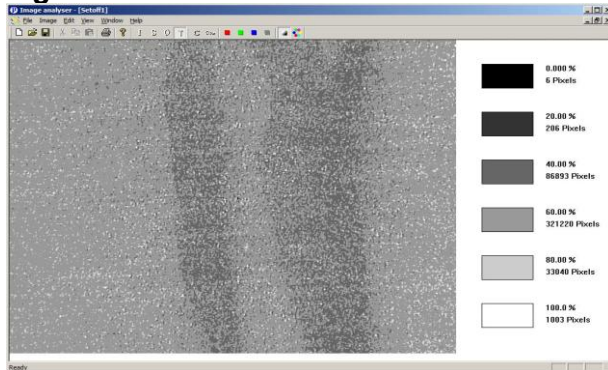 Image analyser - [Setoff1]
File Image Edit View Window Help
0.000 %
6 Pixels
20.00 %
206 Pixels
40.00 %
86893 Pixels
60.00 %
321220 Pixels
80.00 %
33040 Pixels
100.0 %
1003 Pixels
Ready